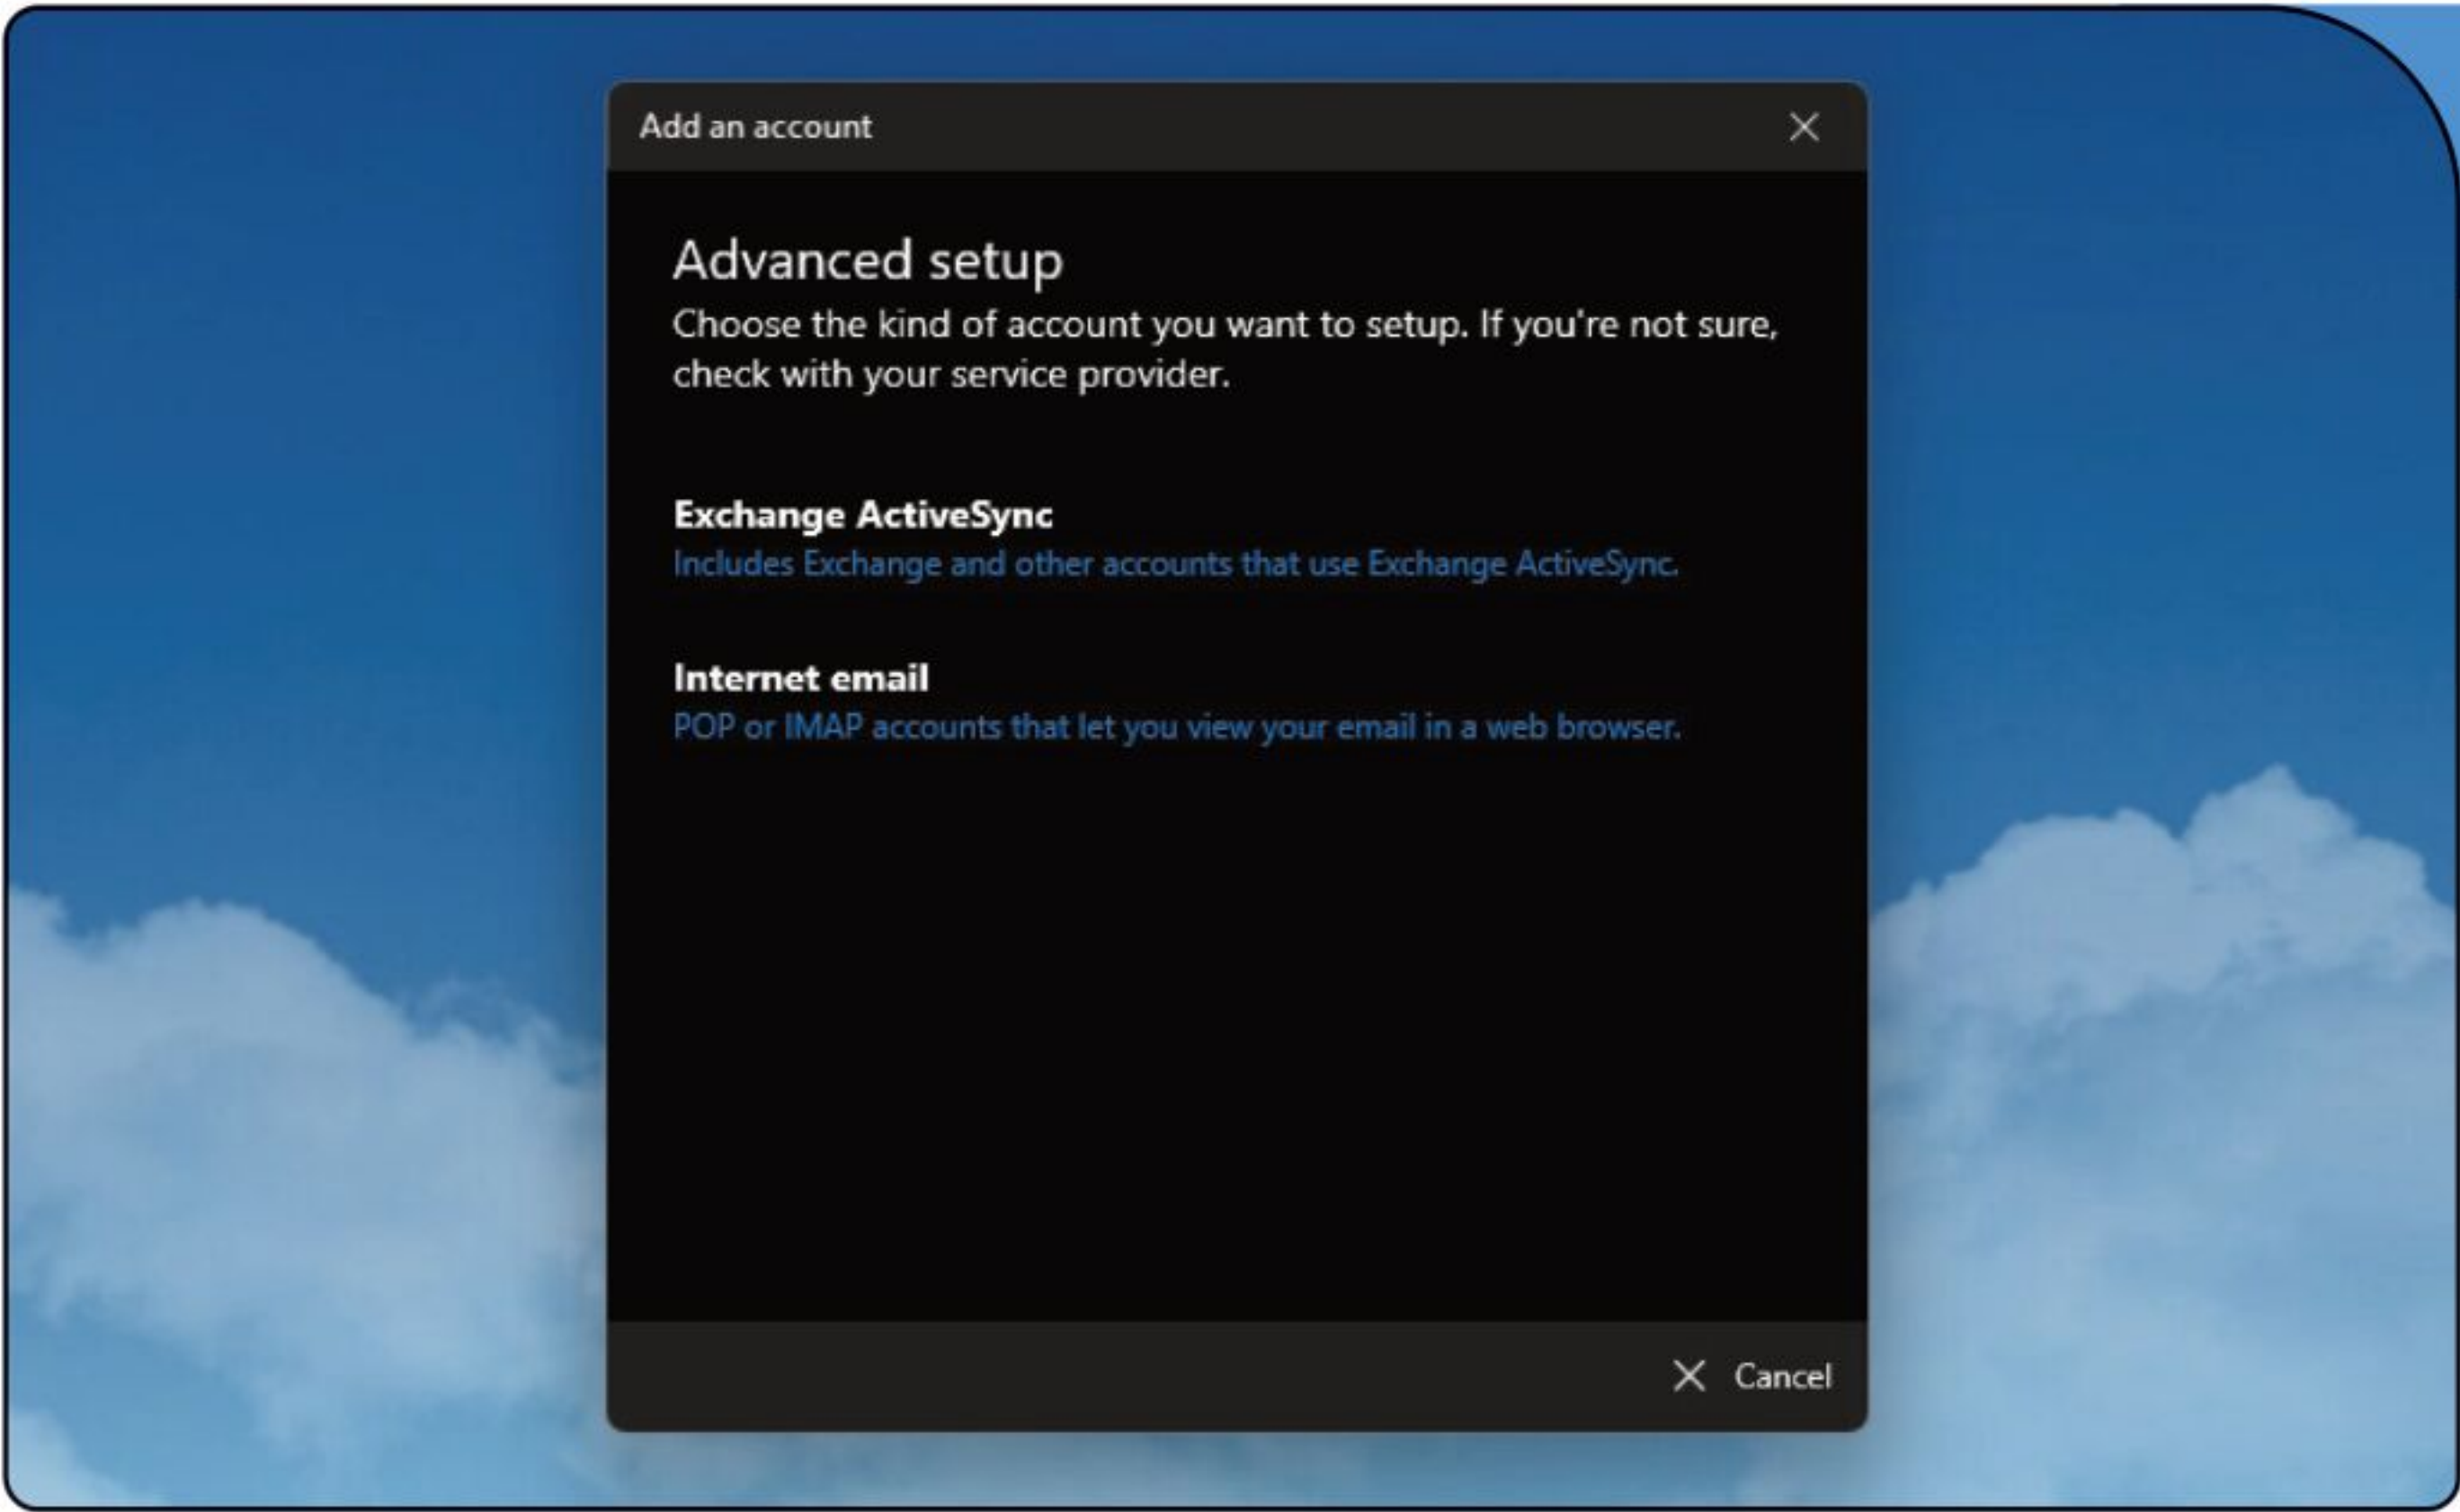 Add an account
Advanced setup
Choose the kind of account you want to setup. If you're not sure,
check with your service provider.
Exchange ActiveSync
Includes Exchange and other accounts that use Exchange ActiveSync.
Internet email
POP or IMAP accounts that let you view your email in a web browser.
Cancel